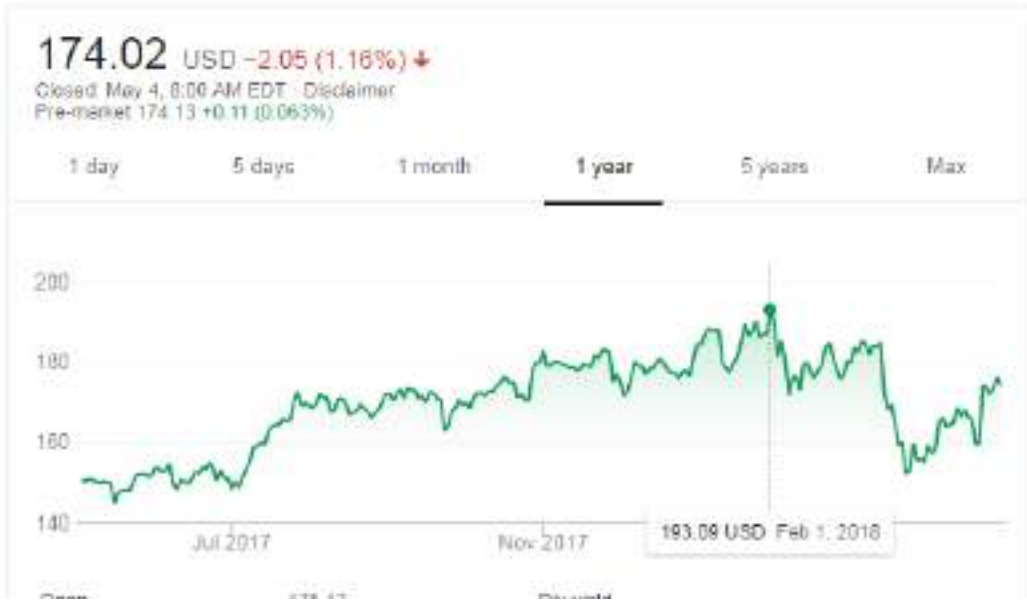 174.02 USD −2.05 (1.16%) ↓
Closed: May 4, 8:00 AM EDT · Disclaimer
Pre-market 174.13 +0.11 (0.063%)
1 day 5 days 1 month 1 year 5 years Max
200
180
160
140
Jul 2017 Nov 2017 193.09 USD Feb 1, 2018
Open